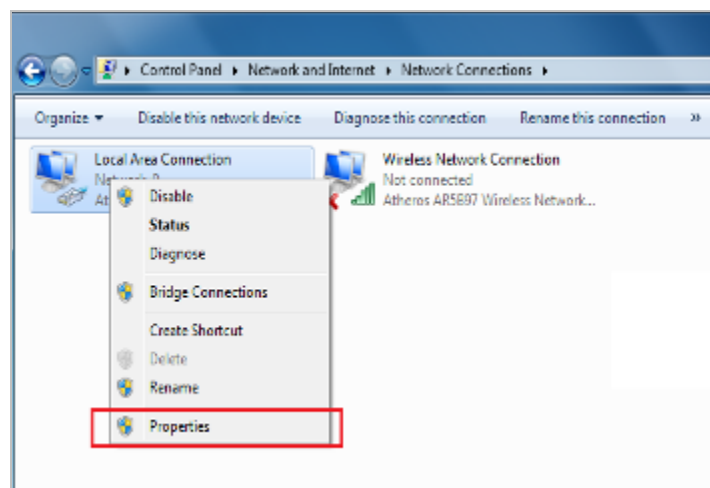 Control Panel ▸ Network and Internet ▸ Network Connections ▸
Organize ▾ Disable this network device Diagnose this connection Rename this connection »
Local Area Connection
Wireless Network Connection
Not connected
Atheros AR5B97 Wireless Network...
Disable
Status
Diagnose
Bridge Connections
Create Shortcut
Delete
Rename
Properties